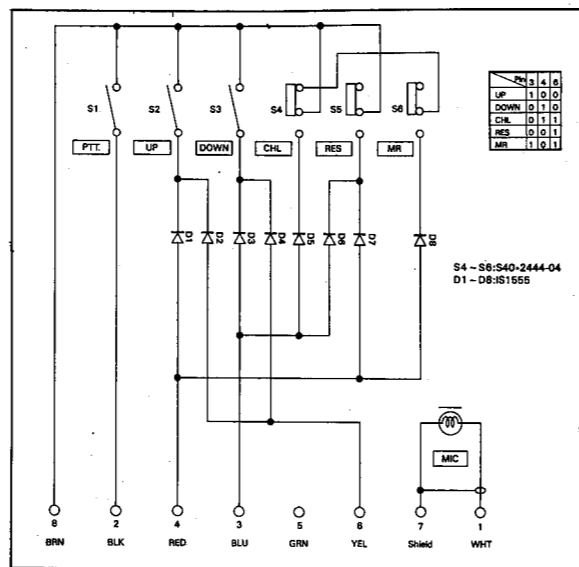 S1
S2
S3
S4
S5
S6
PTT.
UP
DOWN
CHL
RES
MR
Pin 3 4 6
UP 1 0 0
DOWN 0 1 0
CHL 0 1 1
RES 0 0 1
MR 1 0 1
D1
D2
D3
D4
D5
D6
D7
D8
S4 ~ S6:S40-2444-04
D1 ~ D8:IS1555
MIC
8 2 4 3 5 6 7 1
BRN BLK RED BLU GRN YEL Shield WHT